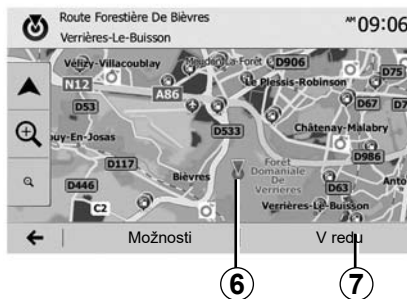 Route Forestière De Bièvres
Verrières-Le-Buisson
AM 09:06
Vélizy-Villacoublay
Meudon-La-Forêt
D906
Le Plessis-Robinson
D75
N12
A86
D53
D67
D533
Châtenay-Malabry
uy-En-Josas
D986
D117
Forêt
Domaniale
De
Verrières
Bièvres
D446
D63
Anto
C2
Verrières-Le-Buisson
Možnosti
V redu
6
7